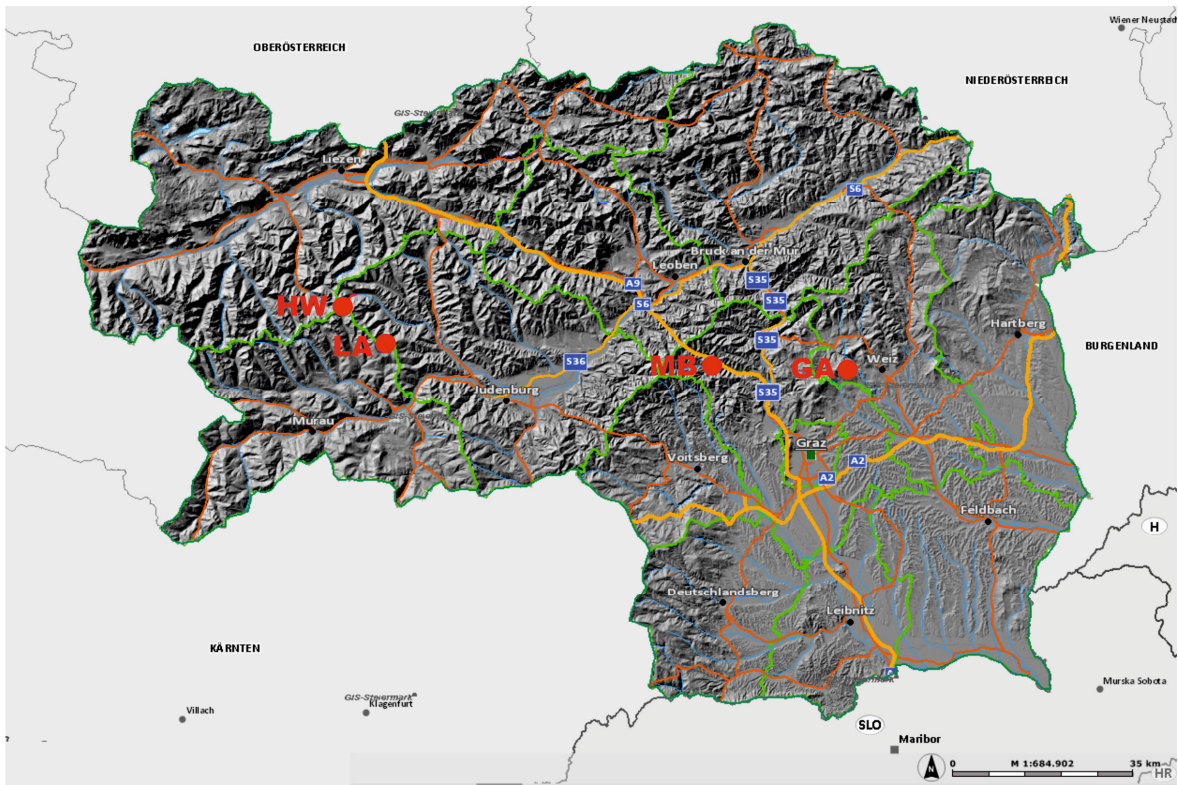 Wiener Neustadt
OBERÖSTERREICH
NIEDERÖSTERREICH
GIS-Steiermark
Liezen
S6
Bruck an der Mur
Leoben
S35
A9
S35
S6
HW
Hartberg
LA
S35
BURGENLAND
S36
MB
GA
Weiz
S35
Judenburg
Murau
Graz
Voitsberg
A2
A2
Feldbach
H
Deutschlandsberg
Leibnitz
KÄRNTEN
GIS-Steiermark
Murska Sobota
Klagenfurt
Villach
SLO
Maribor
N
0 M 1:684.902 35 km
HR